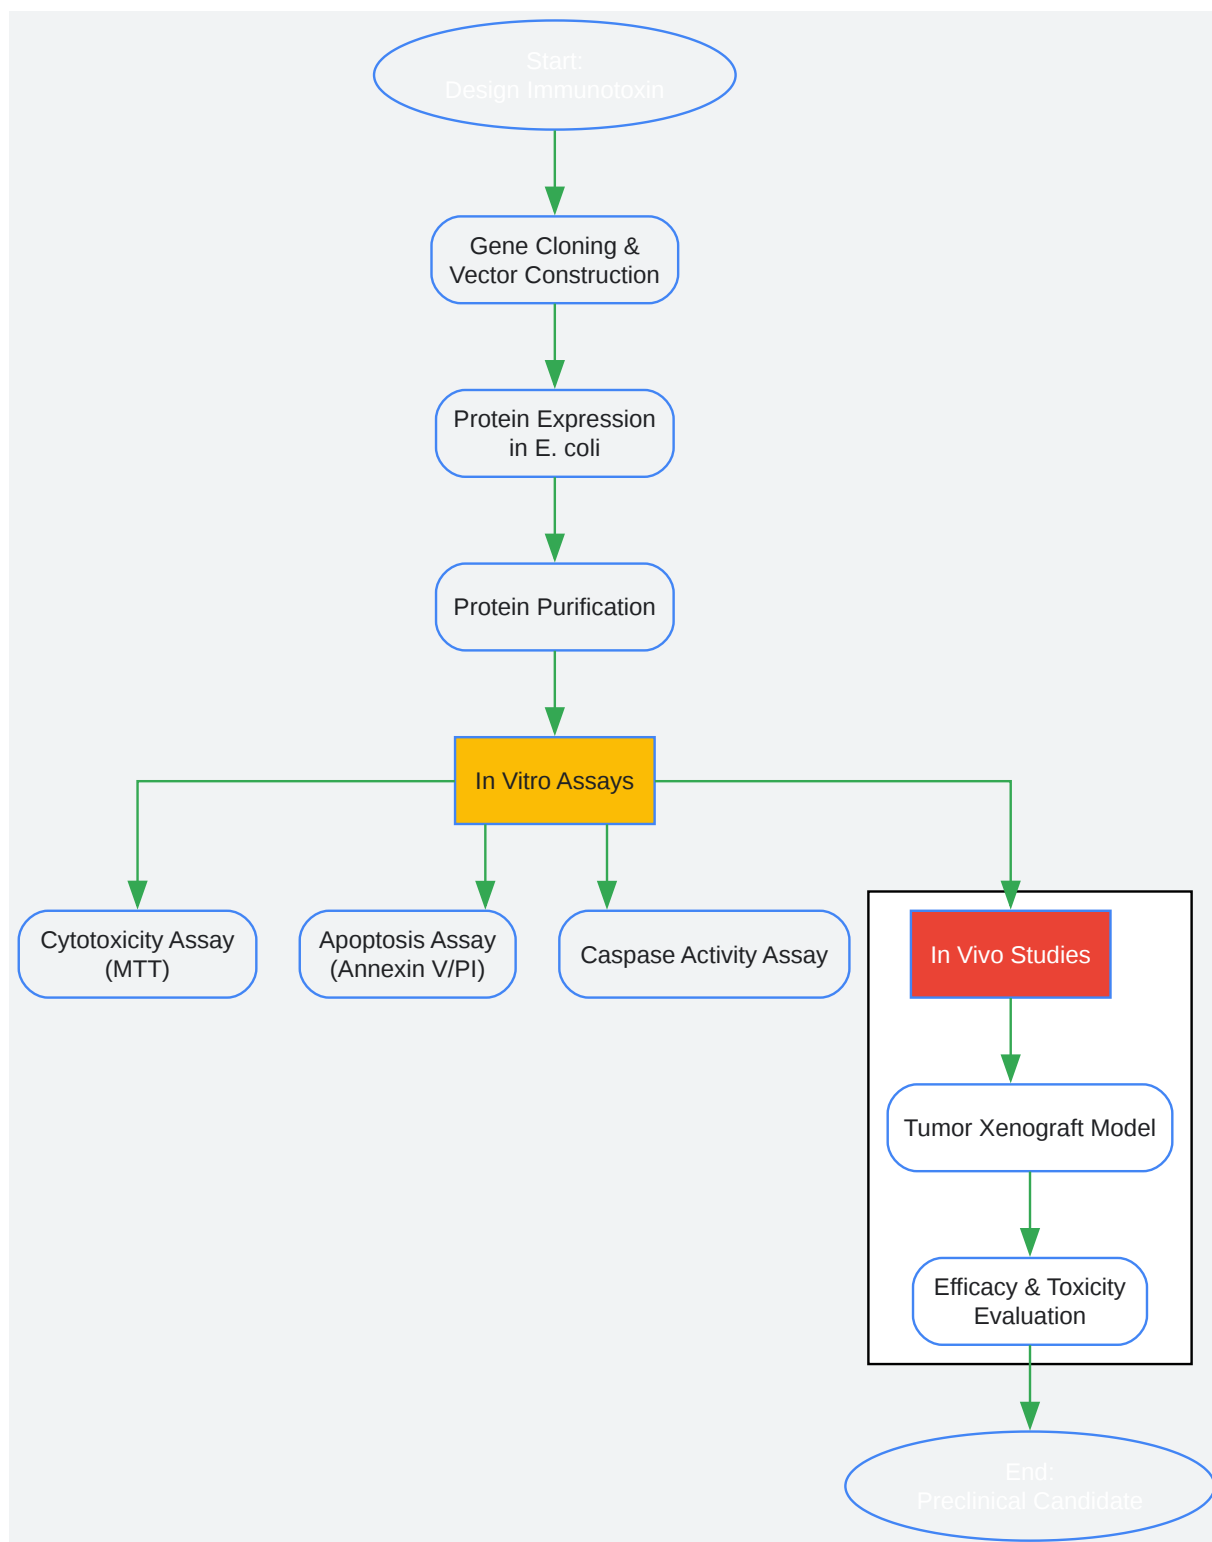 Start:
Design Immunotoxin
Gene Cloning &
Vector Construction
Protein Expression
in E. coli
Protein Purification
In Vitro Assays
Cytotoxicity Assay
(MTT)
Apoptosis Assay
(Annexin V/PI)
Caspase Activity Assay
In Vivo Studies
Tumor Xenograft Model
Efficacy & Toxicity
Evaluation
End:
Preclinical Candidate